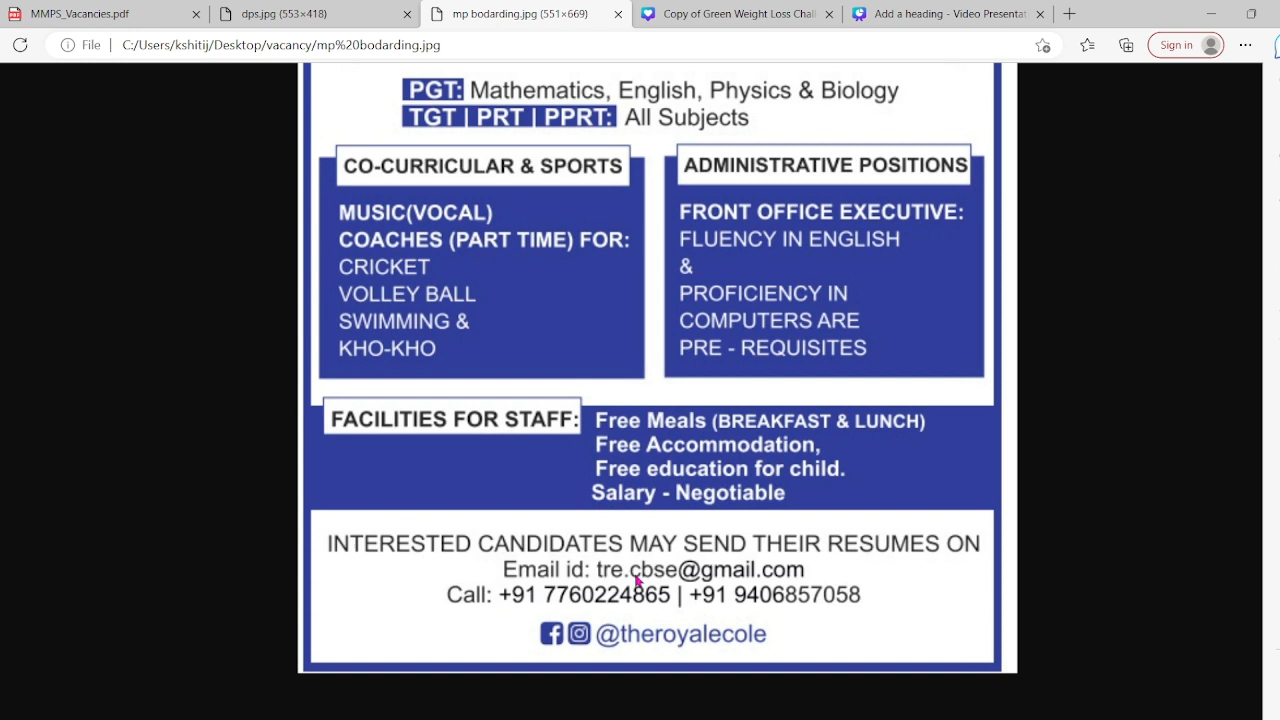 MMPS_Vacancies.pdf
dps.jpg (553×418)
mp bodarding.jpg (551×669)
Copy of Green Weight Loss Chall
Add a heading - Video Presentat
File
C:/Users/kshitij/Desktop/vacancy/mp%20bodarding.jpg
Sign in
PGT: Mathematics, English, Physics & Biology
TGT | PRT | PPRT: All Subjects
CO-CURRICULAR & SPORTS
MUSIC(VOCAL)
COACHES (PART TIME) FOR:
CRICKET
VOLLEY BALL
SWIMMING &
KHO-KHO
ADMINISTRATIVE POSITIONS
FRONT OFFICE EXECUTIVE:
FLUENCY IN ENGLISH
&
PROFICIENCY IN
COMPUTERS ARE
PRE - REQUISITES
FACILITIES FOR STAFF:
Free Meals (BREAKFAST & LUNCH)
Free Accommodation,
Free education for child.
Salary - Negotiable
INTERESTED CANDIDATES MAY SEND THEIR RESUMES ON
Email id: tre.cbse@gmail.com
Call: +91 7760224865 | +91 9406857058
@theroyalecole